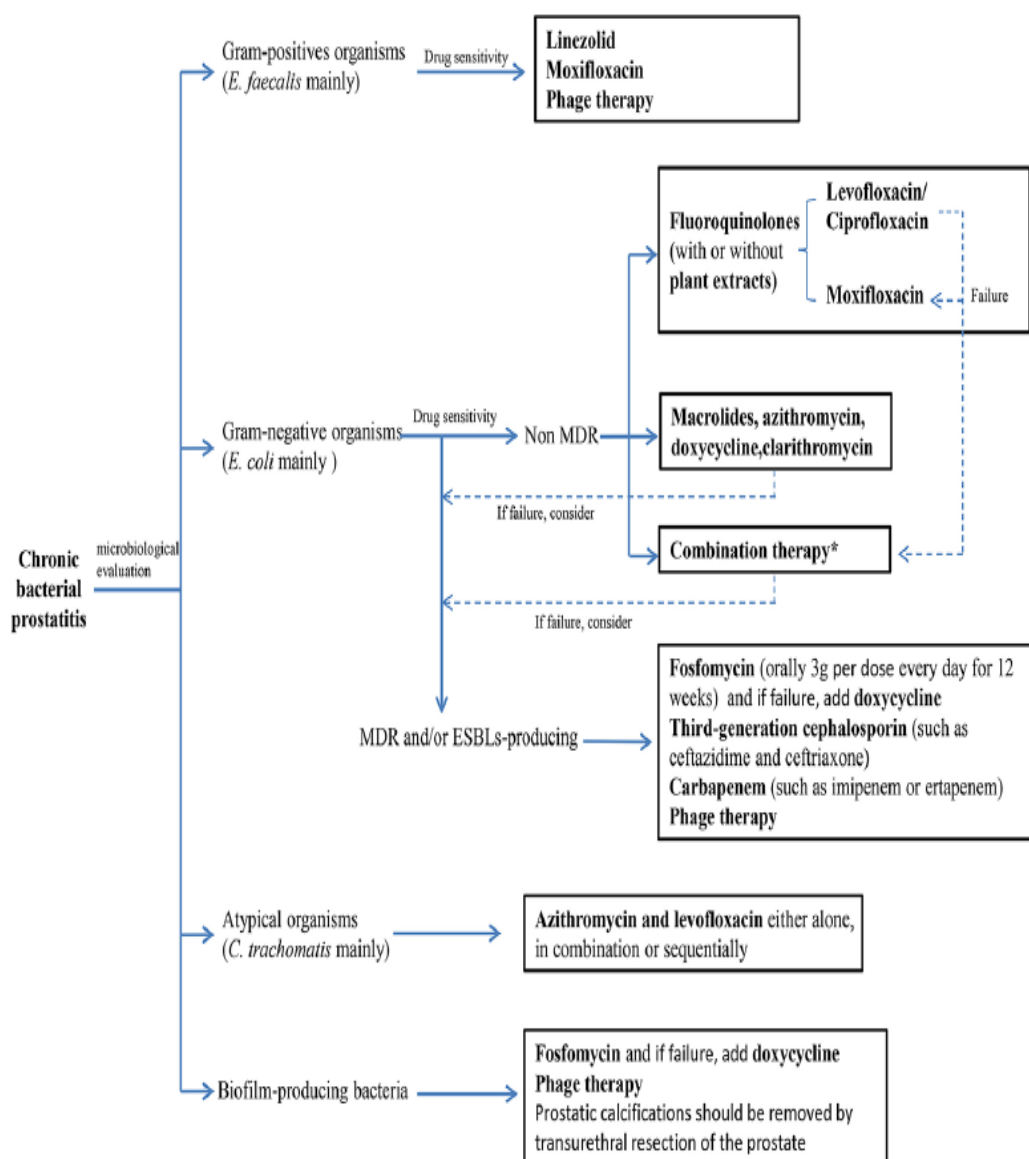 Gram-positives organisms
(E. faecalis mainly)
Drug sensitivity
Linezolid
Moxifloxacin
Phage therapy
Fluoroquinolones
(with or without
plant extracts)
Levofloxacin/
Ciprofloxacin
Moxifloxacin
Failure
Gram-negative organisms
(E. coli mainly )
Drug sensitivity
Non MDR
Macrolides, azithromycin,
doxycycline,clarithromycin
If failure, consider
Combination therapy*
If failure, consider
Chronic
bacterial
prostatitis
microbiological
evaluation
MDR and/or ESBLs-producing
Fosfomycin (orally 3g per dose every day for 12
weeks) and if failure, add doxycycline
Third-generation cephalosporin (such as
ceftazidime and ceftriaxone)
Carbapenem (such as imipenem or ertapenem)
Phage therapy
Atypical organisms
(C. trachomatis mainly)
Azithromycin and levofloxacin either alone,
in combination or sequentially
Biofilm-producing bacteria
Fosfomycin and if failure, add doxycycline
Phage therapy
Prostatic calcifications should be removed by
transurethral resection of the prostate